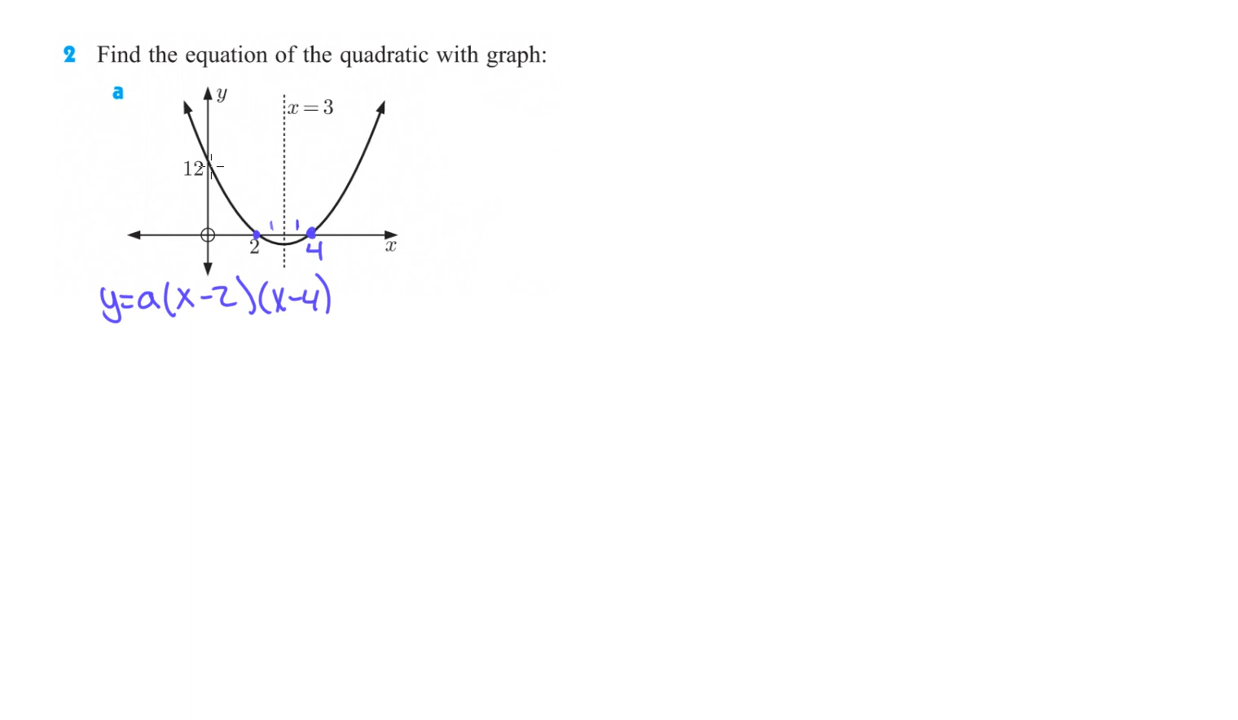 2 Find the equation of the quadratic with graph:
a
y
x = 3
12
2
4
x
y=a(x-2)(x-4)